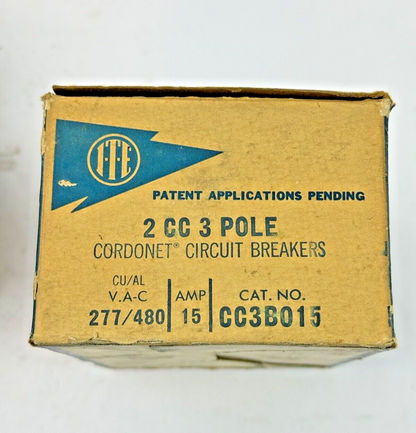 I-T-E
PATENT APPLICATIONS PENDING
2 CC 3 POLE
CORDONET® CIRCUIT BREAKERS
CU/AL
V.A-C AMP CAT. NO.
277/480 15 CC3B015